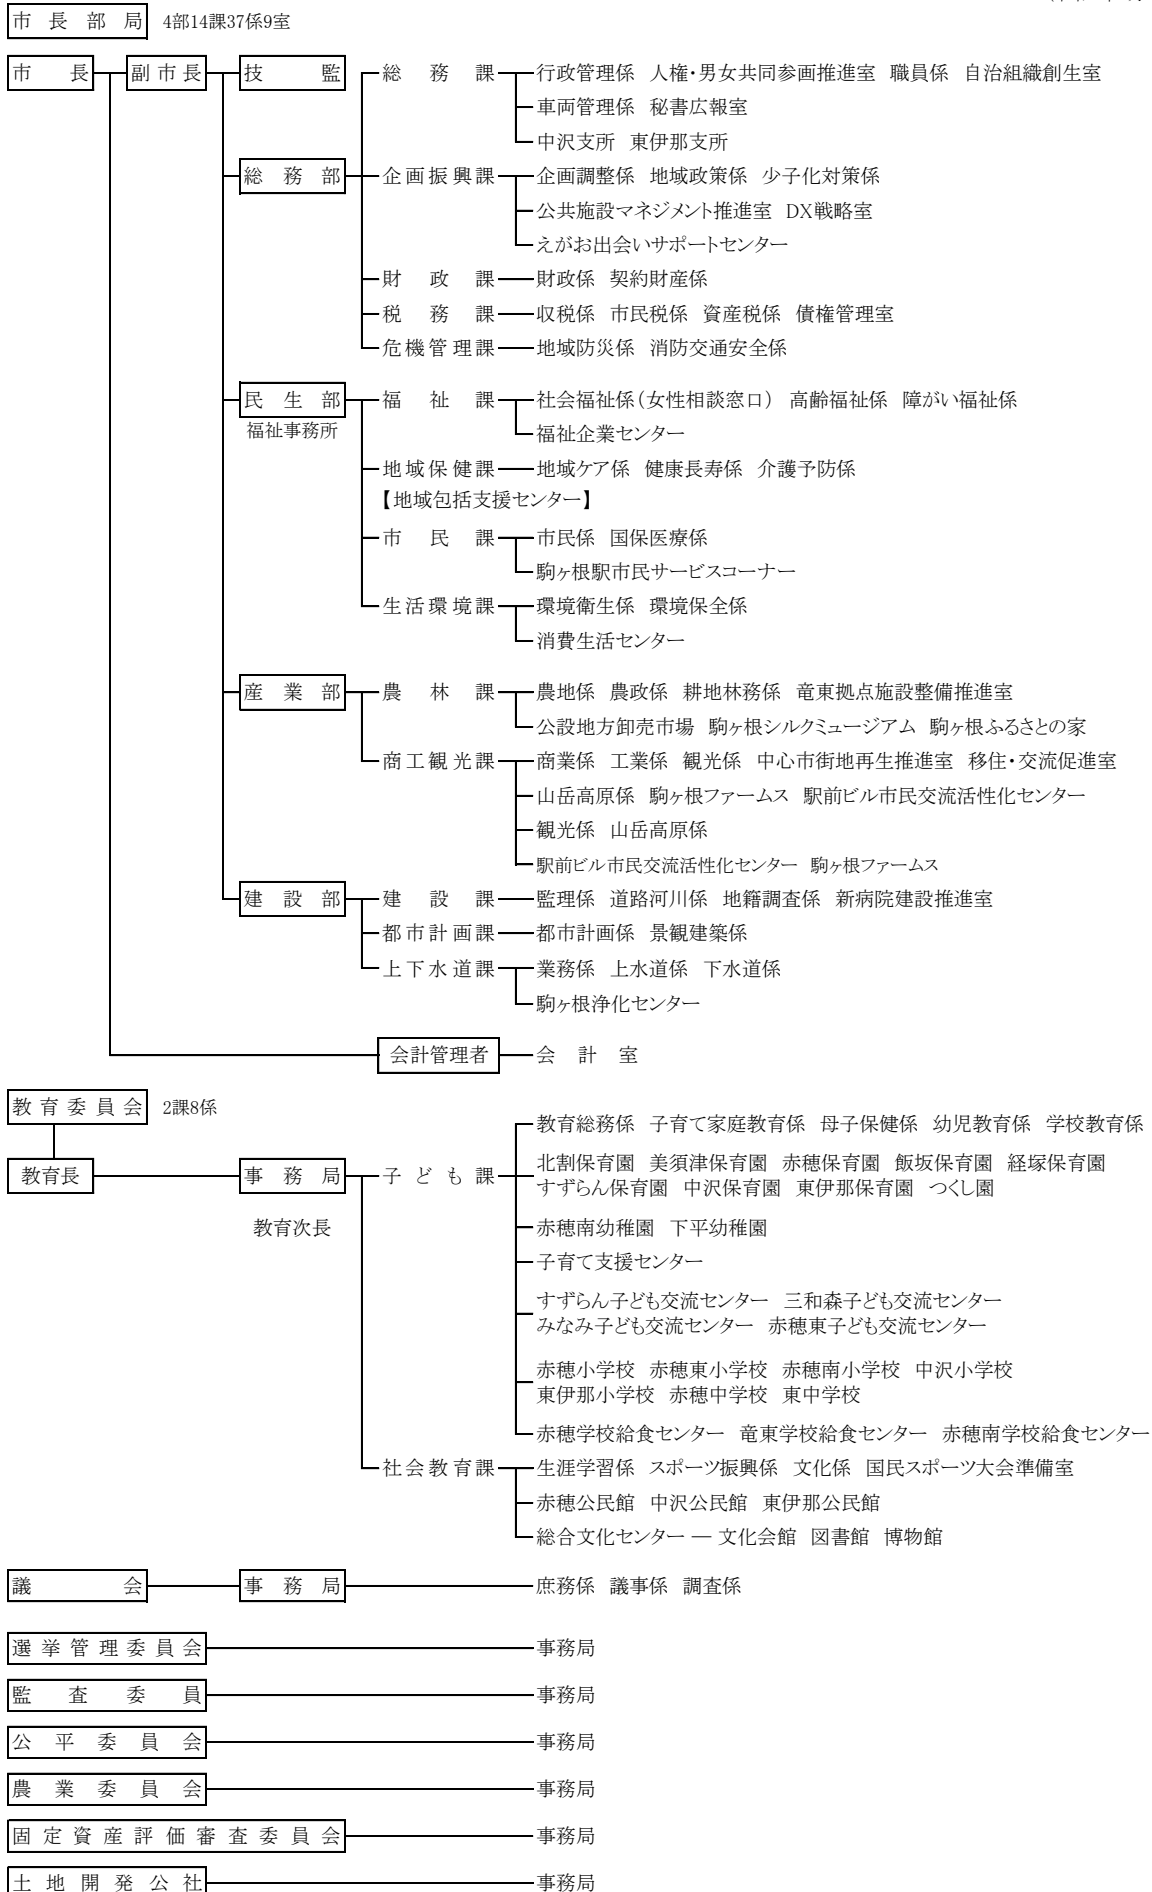 市長部局 4部14課37係9室
市長 副市長 技監 総務課 行政管理係 人権・男女共同参画推進室 職員係 自治組織創生室
車両管理係 秘書広報室
中沢支所 東伊那支所
総務部 企画振興課 企画調整係 地域政策係 少子化対策係
公共施設マネジメント推進室 DX戦略室
えがお出会いサポートセンター
財政課 財政係 契約財産係
税務課 収税係 市民税係 資産税係 債権管理室
危機管理課 地域防災係 消防交通安全係
民生部 福祉課 社会福祉係(女性相談窓口) 高齢福祉係 障がい福祉係
福祉事務所 福祉企業センター
地域保健課 地域ケア係 健康長寿係 介護予防係
【地域包括支援センター】
市民課 市民係 国保医療係
駒ヶ根駅市民サービスコーナー
生活環境課 環境衛生係 環境保全係
消費生活センター
産業部 農林課 農地係 農政係 耕地林務係 竜東拠点施設整備推進室
公設地方卸売市場 駒ヶ根シルクミュージアム 駒ヶ根ふるさとの家
商工観光課 商業係 工業係 観光係 中心市街地再生推進室 移住・交流促進室
山岳高原係 駒ヶ根ファームス 駅前ビル市民交流活性化センター
観光係 山岳高原係
駅前ビル市民交流活性化センター 駒ヶ根ファームス
建設部 建設課 監理係 道路河川係 地籍調査係 新病院建設推進室
都市計画課 都市計画係 景観建築係
上下水道課 業務係 上水道係 下水道係
駒ヶ根浄化センター
会計管理者 会計室
教育委員会 2課8係
教育総務係 子育て家庭教育係 母子保健係 幼児教育係 学校教育係
教育長 事務局 子ども課 北割保育園 美須津保育園 赤穂保育園 飯坂保育園 経塚保育園
すずらん保育園 中沢保育園 東伊那保育園 つくし園
教育次長 赤穂南幼稚園 下平幼稚園
子育て支援センター
すずらん子ども交流センター 三和森子ども交流センター
みなみ子ども交流センター 赤穂東子ども交流センター
赤穂小学校 赤穂東小学校 赤穂南小学校 中沢小学校
東伊那小学校 赤穂中学校 東中学校
赤穂学校給食センター 竜東学校給食センター 赤穂南学校給食センター
社会教育課 生涯学習係 スポーツ振興係 文化係 国民スポーツ大会準備室
赤穂公民館 中沢公民館 東伊那公民館
総合文化センター ― 文化会館 図書館 博物館
議会 事務局 庶務係 議事係 調査係
選挙管理委員会 事務局
監査委員 事務局
公平委員会 事務局
農業委員会 事務局
固定資産評価審査委員会 事務局
土地開発公社 事務局